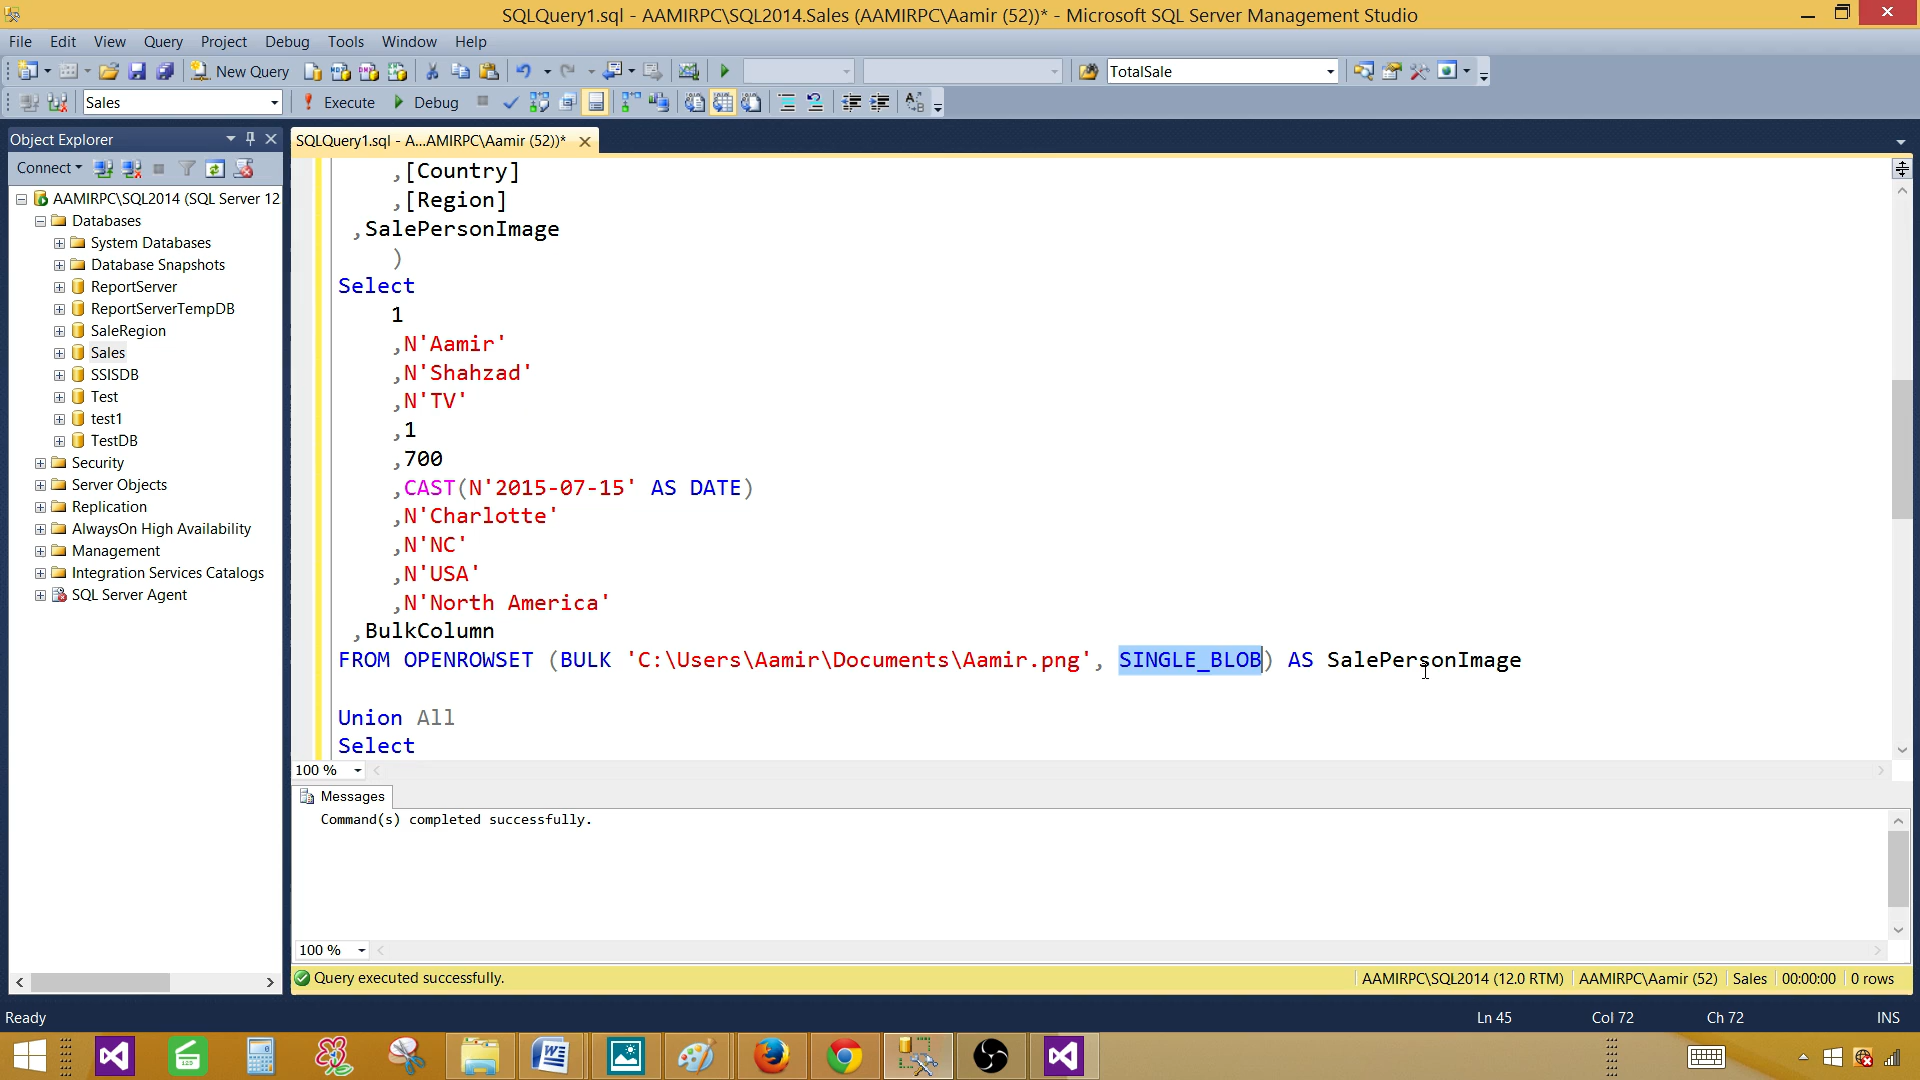 SQLQuery1.sql - AAMIRPC\SQL2014.Sales (AAMIRPC\Aamir (52))* - Microsoft SQL Server Management Studio
File Edit View Query Project Debug Tools Window Help
New Query TotalSale
Sales Execute Debug
Object Explorer
Connect
AAMIRPC\SQL2014 (SQL Server 12
Databases
System Databases
Database Snapshots
ReportServer
ReportServerTempDB
SaleRegion
Sales
SSISDB
Test
test1
TestDB
Security
Server Objects
Replication
AlwaysOn High Availability
Management
Integration Services Catalogs
SQL Server Agent
SQLQuery1.sql - A...AMIRPC\Aamir (52))*
,[Country]
,[Region]
,SalePersonImage
)
Select
1
,N'Aamir'
,N'Shahzad'
,N'TV'
,1
,700
,CAST(N'2015-07-15' AS DATE)
,N'Charlotte'
,N'NC'
,N'USA'
,N'North America'
,BulkColumn
FROM OPENROWSET (BULK 'C:\Users\Aamir\Documents\Aamir.png', SINGLE_BLOB) AS SalePersonImage
Union All
Select
100 %
Messages
Command(s) completed successfully.
100 %
Query executed successfully. AAMIRPC\SQL2014 (12.0 RTM) AAMIRPC\Aamir (52) Sales 00:00:00 0 rows
Ready Ln 45 Col 72 Ch 72 INS